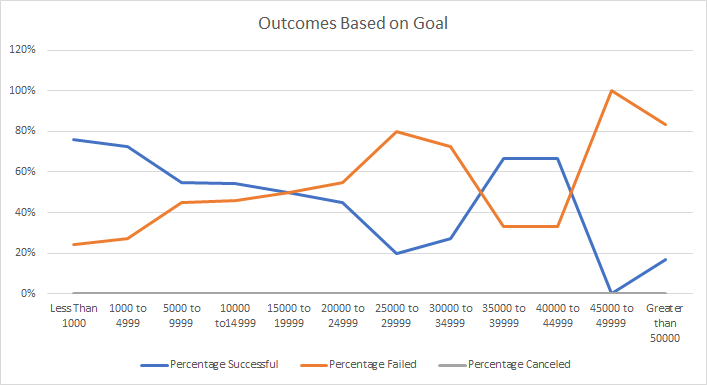 Outcomes Based on Goal
120%
100%
80%
60%
40%
20%
0%
Less Than 1000
1000 to 4999
5000 to 9999
10000 to14999
15000 to 19999
20000 to 24999
25000 to 29999
30000 to 34999
35000 to 39999
40000 to 44999
45000 to 49999
Greater than 50000
Percentage Successful
Percentage Failed
Percentage Canceled